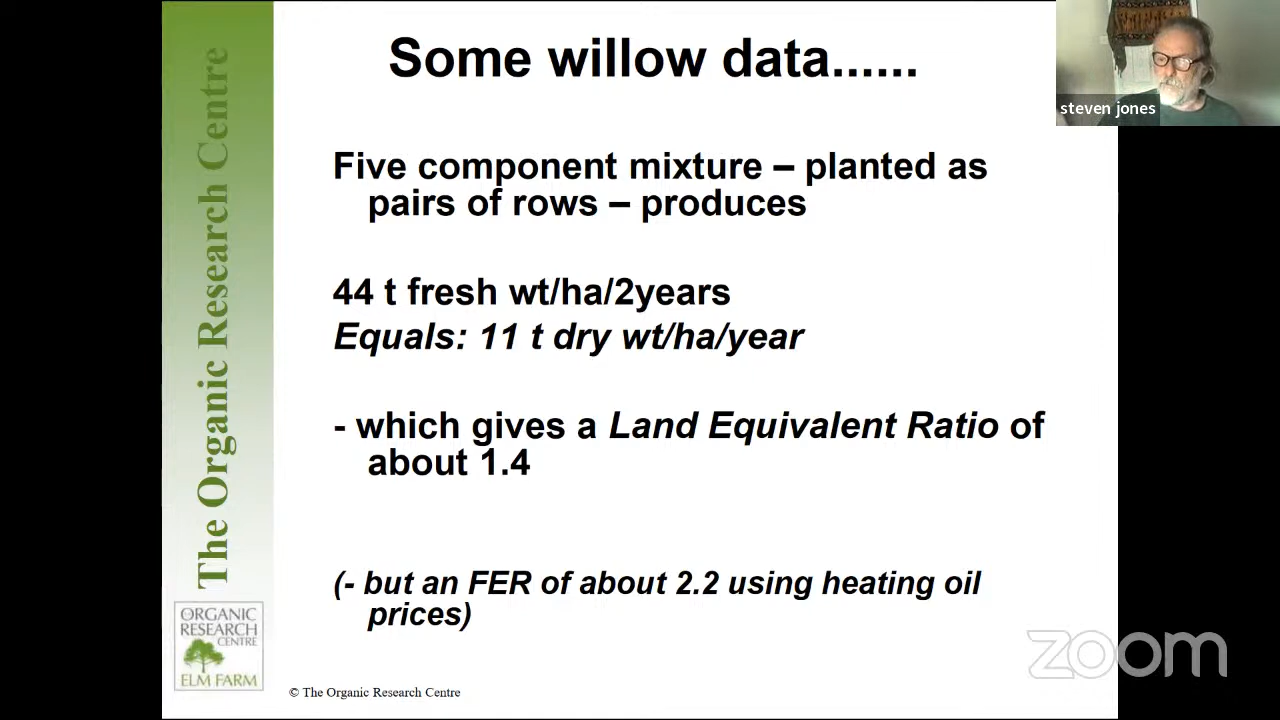 Some willow data......
steven jones
Five component mixture – planted as
pairs of rows – produces
44 t fresh wt/ha/2years
Equals: 11 t dry wt/ha/year
- which gives a Land Equivalent Ratio of
about 1.4
(- but an FER of about 2.2 using heating oil
prices)
The Organic Research Centre
THE
ORGANIC
RESEARCH
CENTRE
ELM FARM
© The Organic Research Centre
zoom